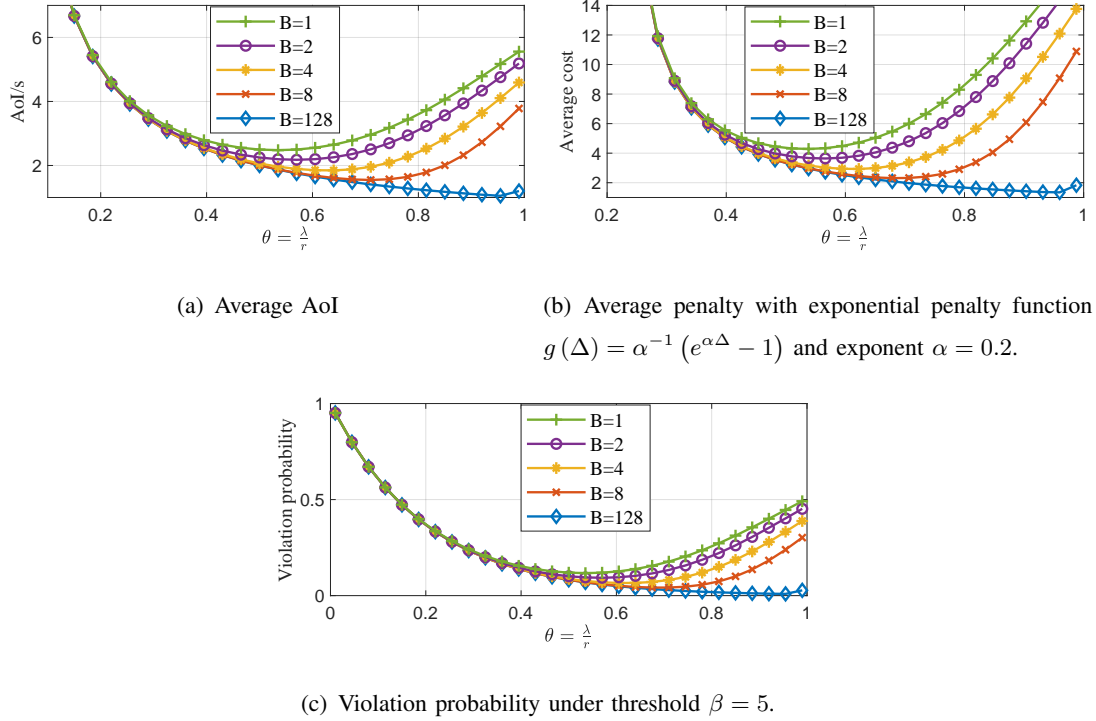 6
4
2
AoI/s
0.2
0.4
0.6
0.8
1
θ = λ/r
B=1
B=2
B=4
B=8
B=128
(a) Average AoI
14
12
10
8
6
4
2
Average cost
0.2
0.4
0.6
0.8
1
θ = λ/r
B=1
B=2
B=4
B=8
B=128
(b) Average penalty with exponential penalty function
g (Δ) = α⁻¹ (e^{αΔ} − 1) and exponent α = 0.2.
1
0.5
0
Violation probability
0
0.2
0.4
0.6
0.8
1
θ = λ/r
B=1
B=2
B=4
B=8
B=128
(c) Violation probability under threshold β = 5.